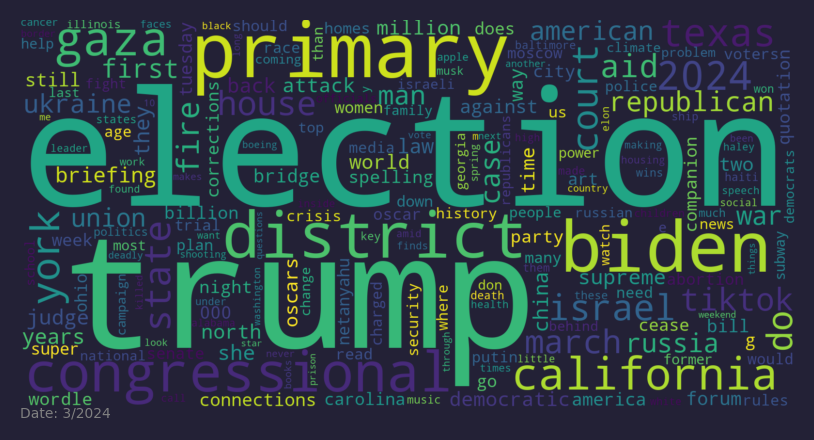 cancer illinois faces black should million does american texas
help gaza primary homes than race apple musk climate problem voters
first tuesday coming way baltimore moscow city aid 2024 quotation
still last fight back attack israeli man against police won
ukraine they fire house women family court us republican
me states age corrections top media law case georgia spring next time elon power ship been
election
leader briefing work boeing bridge world spelling vote republicans art making housing wins two haley haiti
found makes down country companion speech social democrats
york union billion crisis oscar history people russian war news
politics week most want trial plan district key amid finds party watch biden much subway
state deadly shooting questions many them supreme things
trump
ohio campaign night oscars change netanyahu charged security where don death health china these need tiktok
judge 000 under washington israel cease bill
years north behind march russia g
super look she star never read putin through little former would do
national congressional books prison times go california weekend
wordle connections carolina music democratic america forum rules
Date: 3/2024